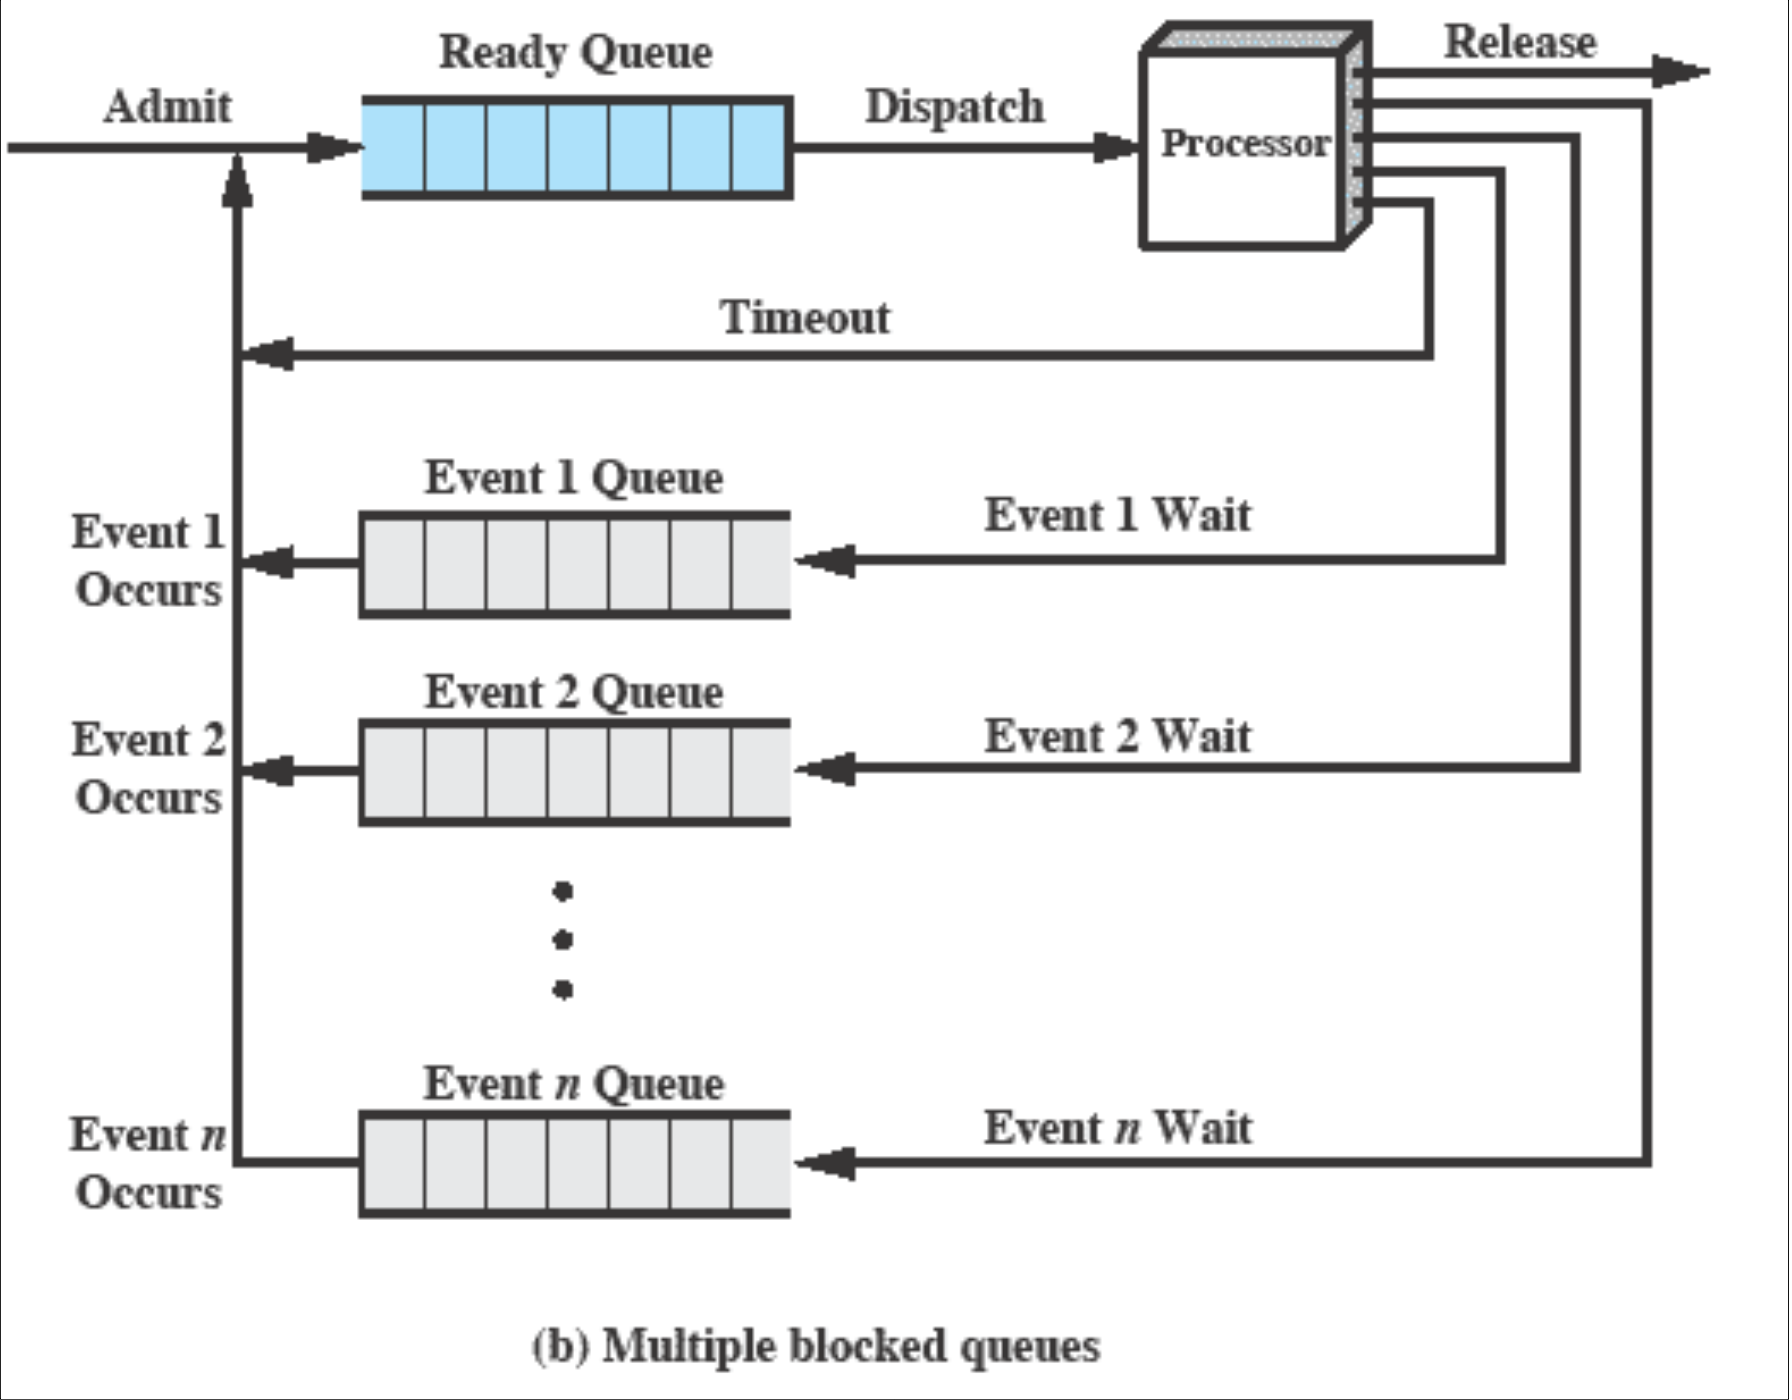 Ready Queue
Release
Admit
Dispatch
Processor
Timeout
Event 1 Queue
Event 1 Wait
Event 1
Occurs
Event 2 Queue
Event 2 Wait
Event 2
Occurs
Event n Queue
Event n Wait
Event n
Occurs
(b) Multiple blocked queues